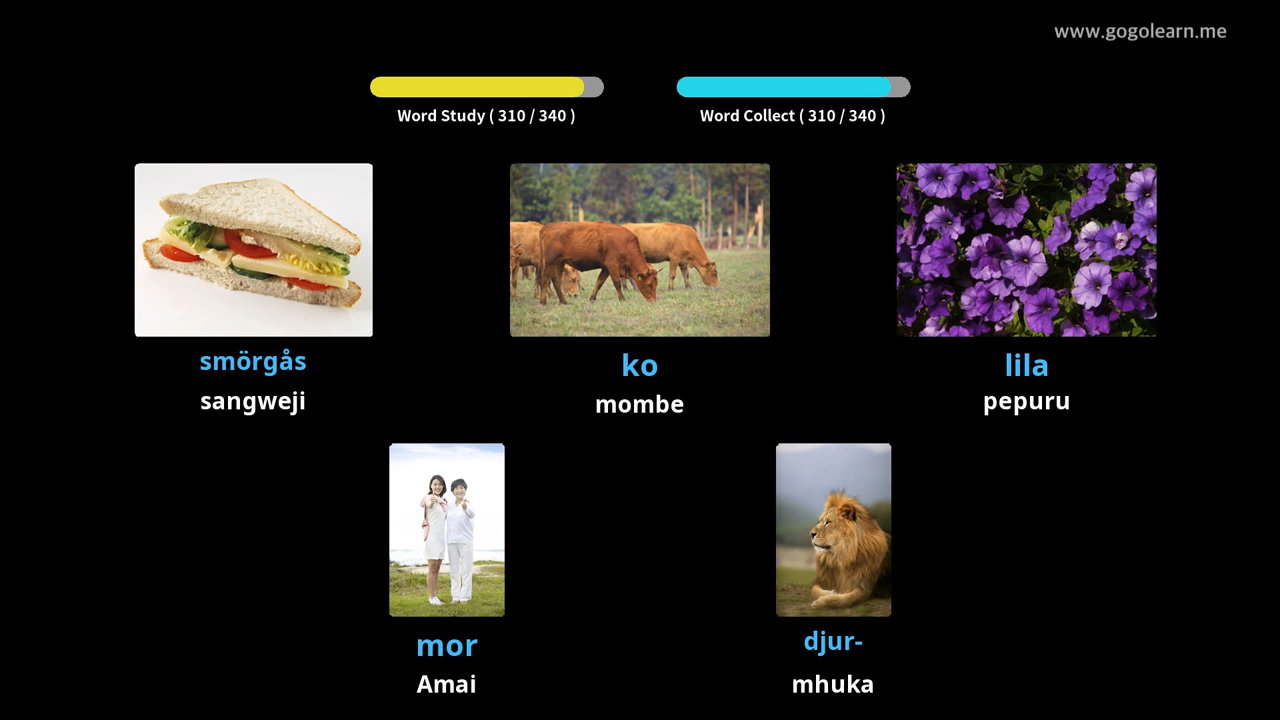 www.gogolearn.me
Word Study ( 310 / 340 )
Word Collect ( 310 / 340 )
smörgås
sangweji
ko
mombe
lila
pepuru
mor
Amai
djur-
mhuka